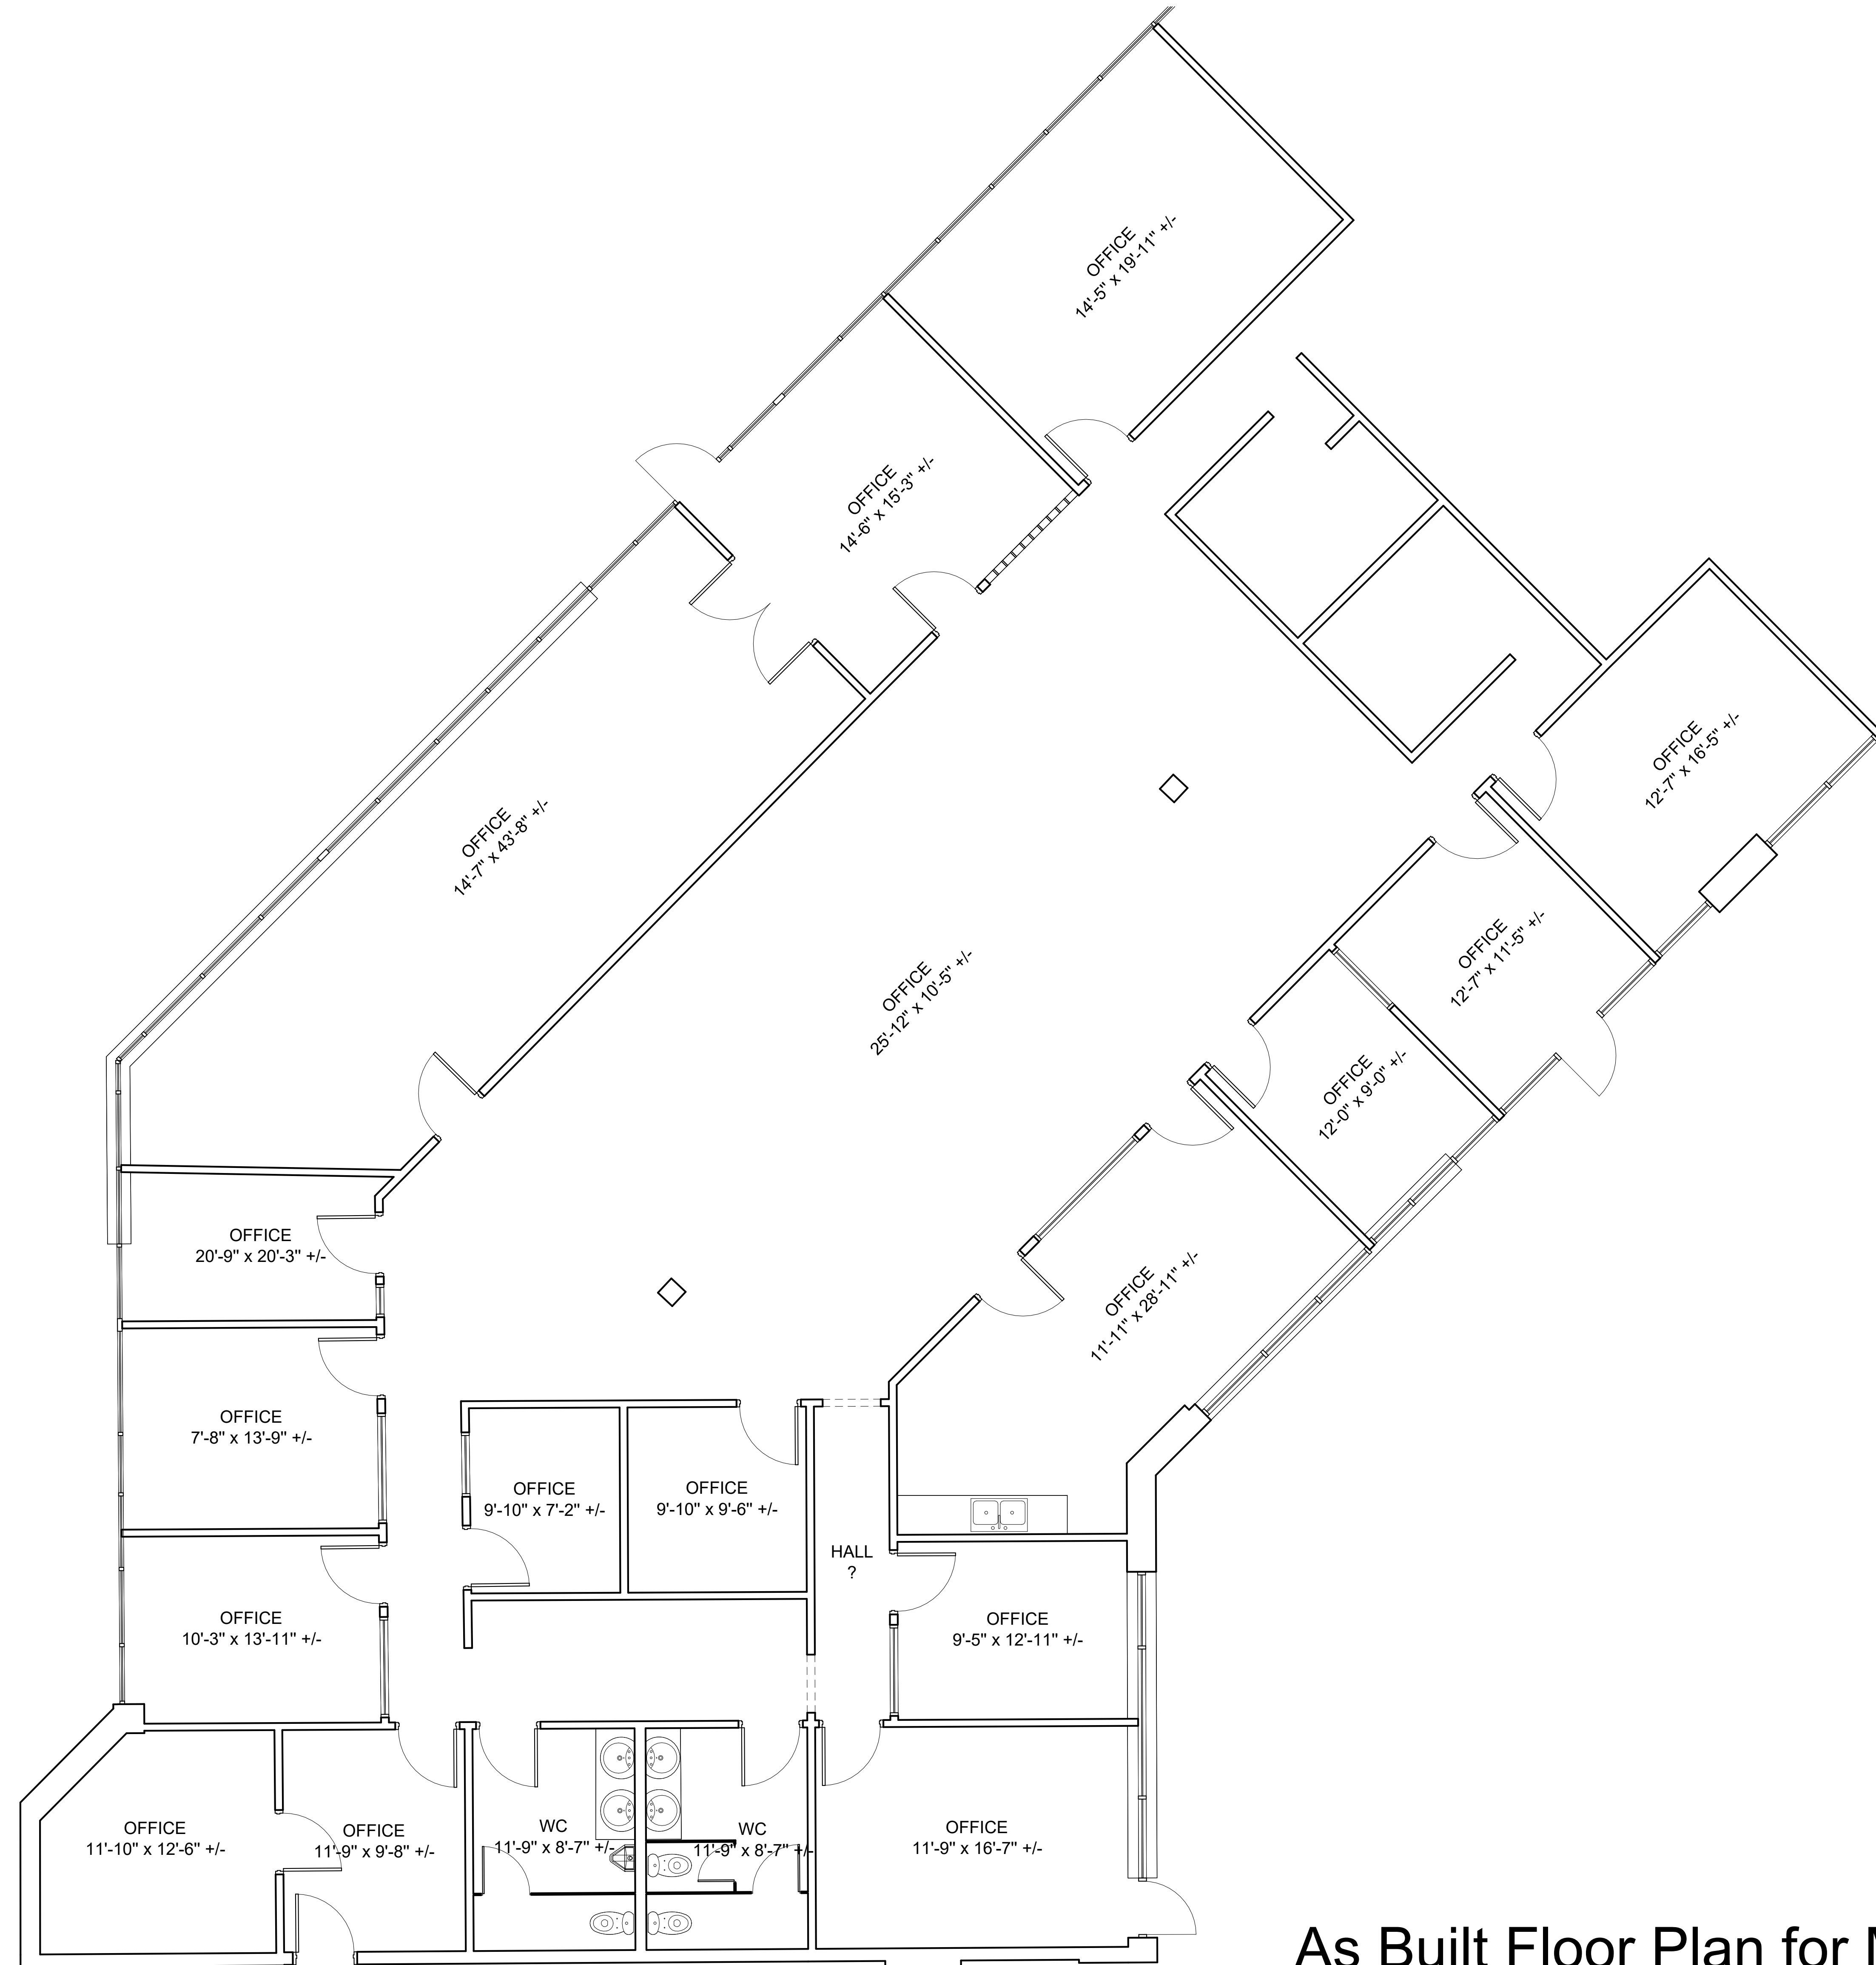 OFFICE
14'-5" x 19'-11" +/-
OFFICE
14'-6" x 15'-3" +/-
OFFICE
12'-7" x 16'-5" +/-
OFFICE
14'-7" x 43'-8" +/-
OFFICE
12'-7" x 11'-5" +/-
OFFICE
25'-12" x 10'-5" +/-
OFFICE
12'-0" x 9'-0" +/-
OFFICE
20'-9" x 20'-3" +/-
OFFICE
11'-11" x 28'-11" +/-
OFFICE
7'-8" x 13'-9" +/-
OFFICE
9'-10" x 7'-2" +/-
OFFICE
9'-10" x 9'-6" +/-
HALL
?
OFFICE
10'-3" x 13'-11" +/-
OFFICE
9'-5" x 12'-11" +/-
OFFICE
11'-10" x 12'-6" +/-
OFFICE
11'-9" x 9'-8" +/-
WC
11'-9" x 8'-7" +/-
WC
11'-9" x 8'-7" +/-
OFFICE
11'-9" x 16'-7" +/-
As Built Floor Plan for M